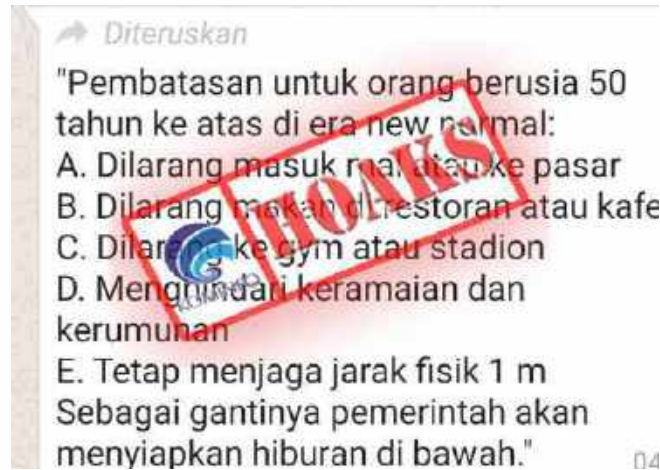 Diteruskan
"Pembatasan untuk orang berusia 50
tahun ke atas di era new normal:
A. Dilarang masuk mal atau ke pasar
B. Dilarang makan di restoran atau kafe
C. Dilarang ke gym atau stadion
D. Menghindari keramaian dan
kerumunan
E. Tetap menjaga jarak fisik 1 m
Sebagai gantinya pemerintah akan
menyiapkan hiburan di bawah."
04
HOAKS
KOMINFO